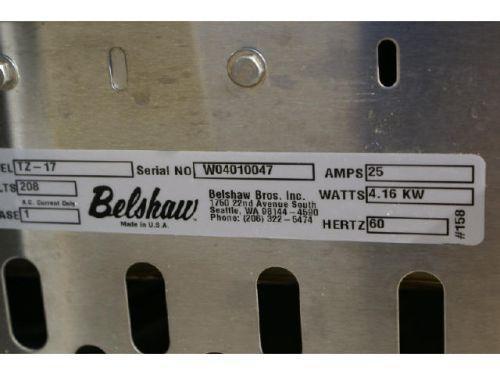 EL TZ-17 Serial NO W04010047 AMPS 25
LTS 208 WATTS 4.16 KW
A.C. Current Only
ASE 1 HERTZ 60
Belshaw
Made in U.S.A.
Belshaw Bros. Inc.
1750 22nd Avenue South
Seattle, WA 98144-4590
Phone: (206) 322-5474
#158